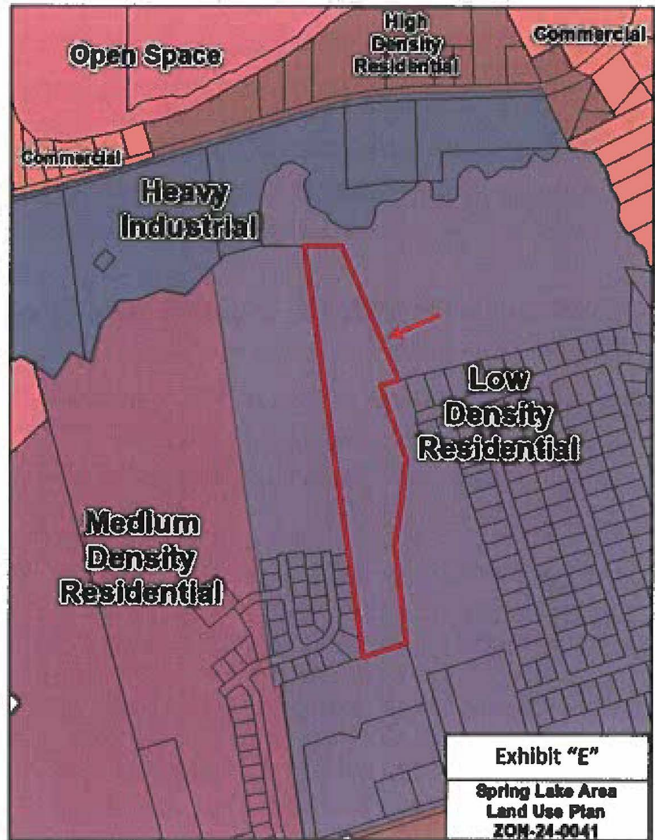 Open Space
High
Density
Residential
Commercial
Commercial
Heavy
Industrial
Low
Density
Residential
Medium
Density
Residential
Exhibit "E"
Spring Lake Area
Land Use Plan
ZON-24-0041